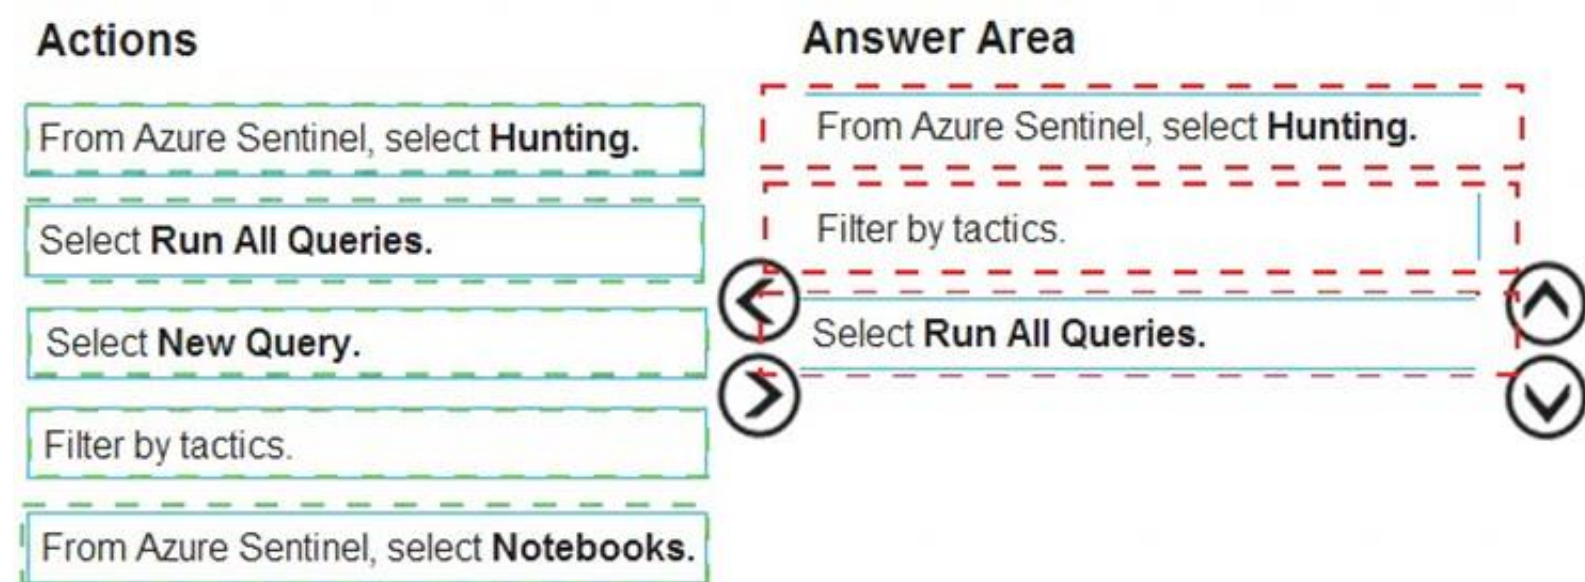 Actions
From Azure Sentinel, select Hunting.
Select Run All Queries.
Select New Query.
Filter by tactics.
From Azure Sentinel, select Notebooks.
Answer Area
From Azure Sentinel, select Hunting.
Filter by tactics.
Select Run All Queries.